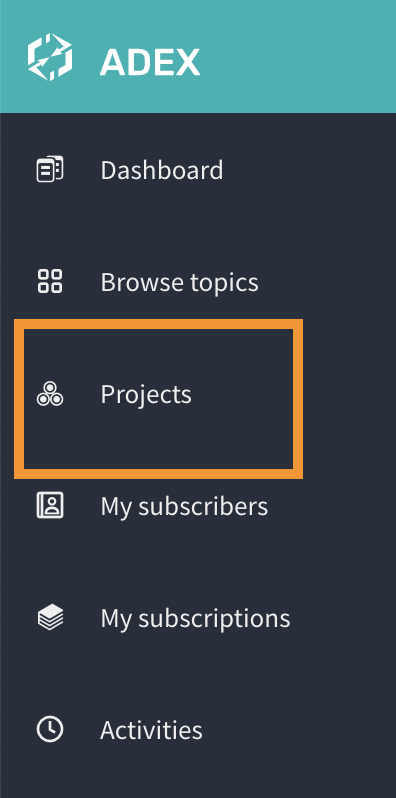 ADEX
Dashboard
Browse topics
Projects
My subscribers
My subscriptions
Activities